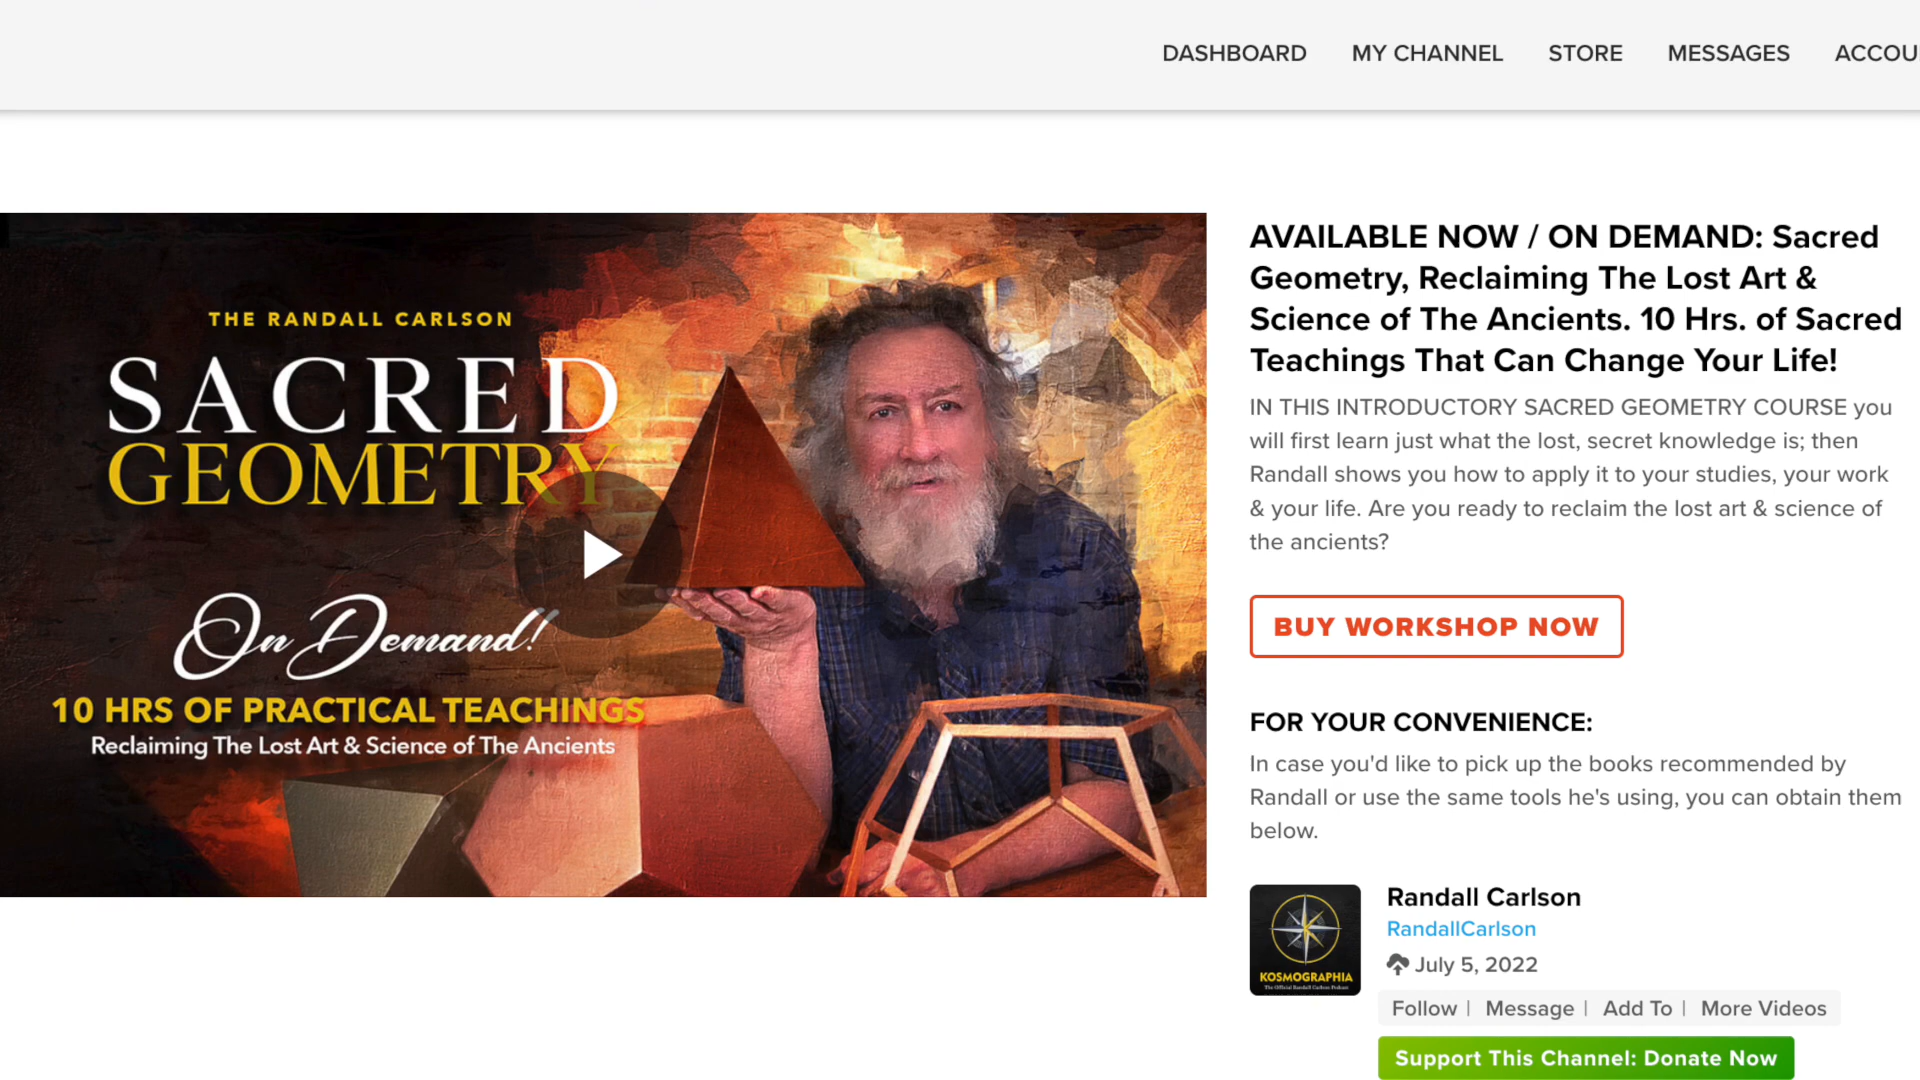 DASHBOARD MY CHANNEL STORE MESSAGES ACCOU
THE RANDALL CARLSON
SACRED
GEOMETRY
On Demand!
10 HRS OF PRACTICAL TEACHINGS
Reclaiming The Lost Art & Science of The Ancients
AVAILABLE NOW / ON DEMAND: Sacred
Geometry, Reclaiming The Lost Art &
Science of The Ancients. 10 Hrs. of Sacred
Teachings That Can Change Your Life!
IN THIS INTRODUCTORY SACRED GEOMETRY COURSE you
will first learn just what the lost, secret knowledge is; then
Randall shows you how to apply it to your studies, your work
& your life. Are you ready to reclaim the lost art & science of
the ancients?
BUY WORKSHOP NOW
FOR YOUR CONVENIENCE:
In case you'd like to pick up the books recommended by
Randall or use the same tools he's using, you can obtain them
below.
KOSMOGRAPHIA
The Official Randall Carlson Podcast
Randall Carlson
RandallCarlson
July 5, 2022
Follow | Message | Add To | More Videos
Support This Channel: Donate Now